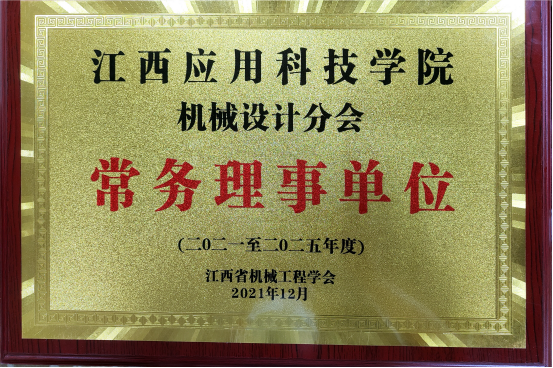 江西应用科技学院
机械设计分会
常务理事单位
(二〇二一至二〇二五年度)
江西省机械工程学会
2021年12月